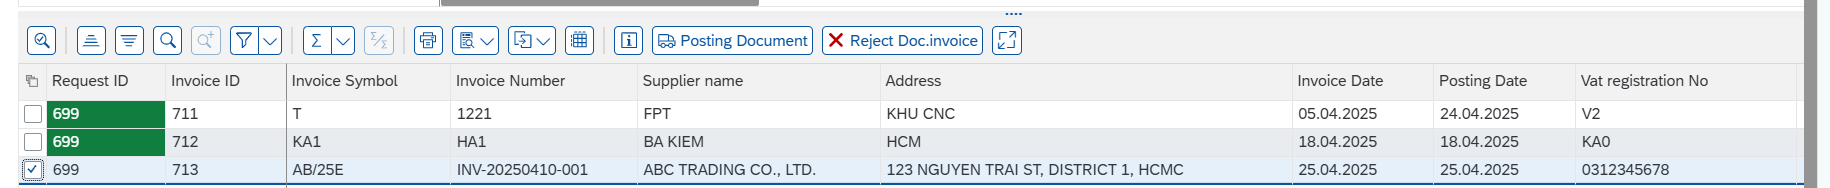 Posting Document Reject Doc.invoice
Request ID Invoice ID Invoice Symbol Invoice Number Supplier name Address Invoice Date Posting Date Vat registration No
699 711 T 1221 FPT KHU CNC 05.04.2025 24.04.2025 V2
699 712 KA1 HA1 BA KIEM HCM 18.04.2025 18.04.2025 KA0
699 713 AB/25E INV-20250410-001 ABC TRADING CO., LTD. 123 NGUYEN TRAI ST, DISTRICT 1, HCMC 25.04.2025 25.04.2025 0312345678